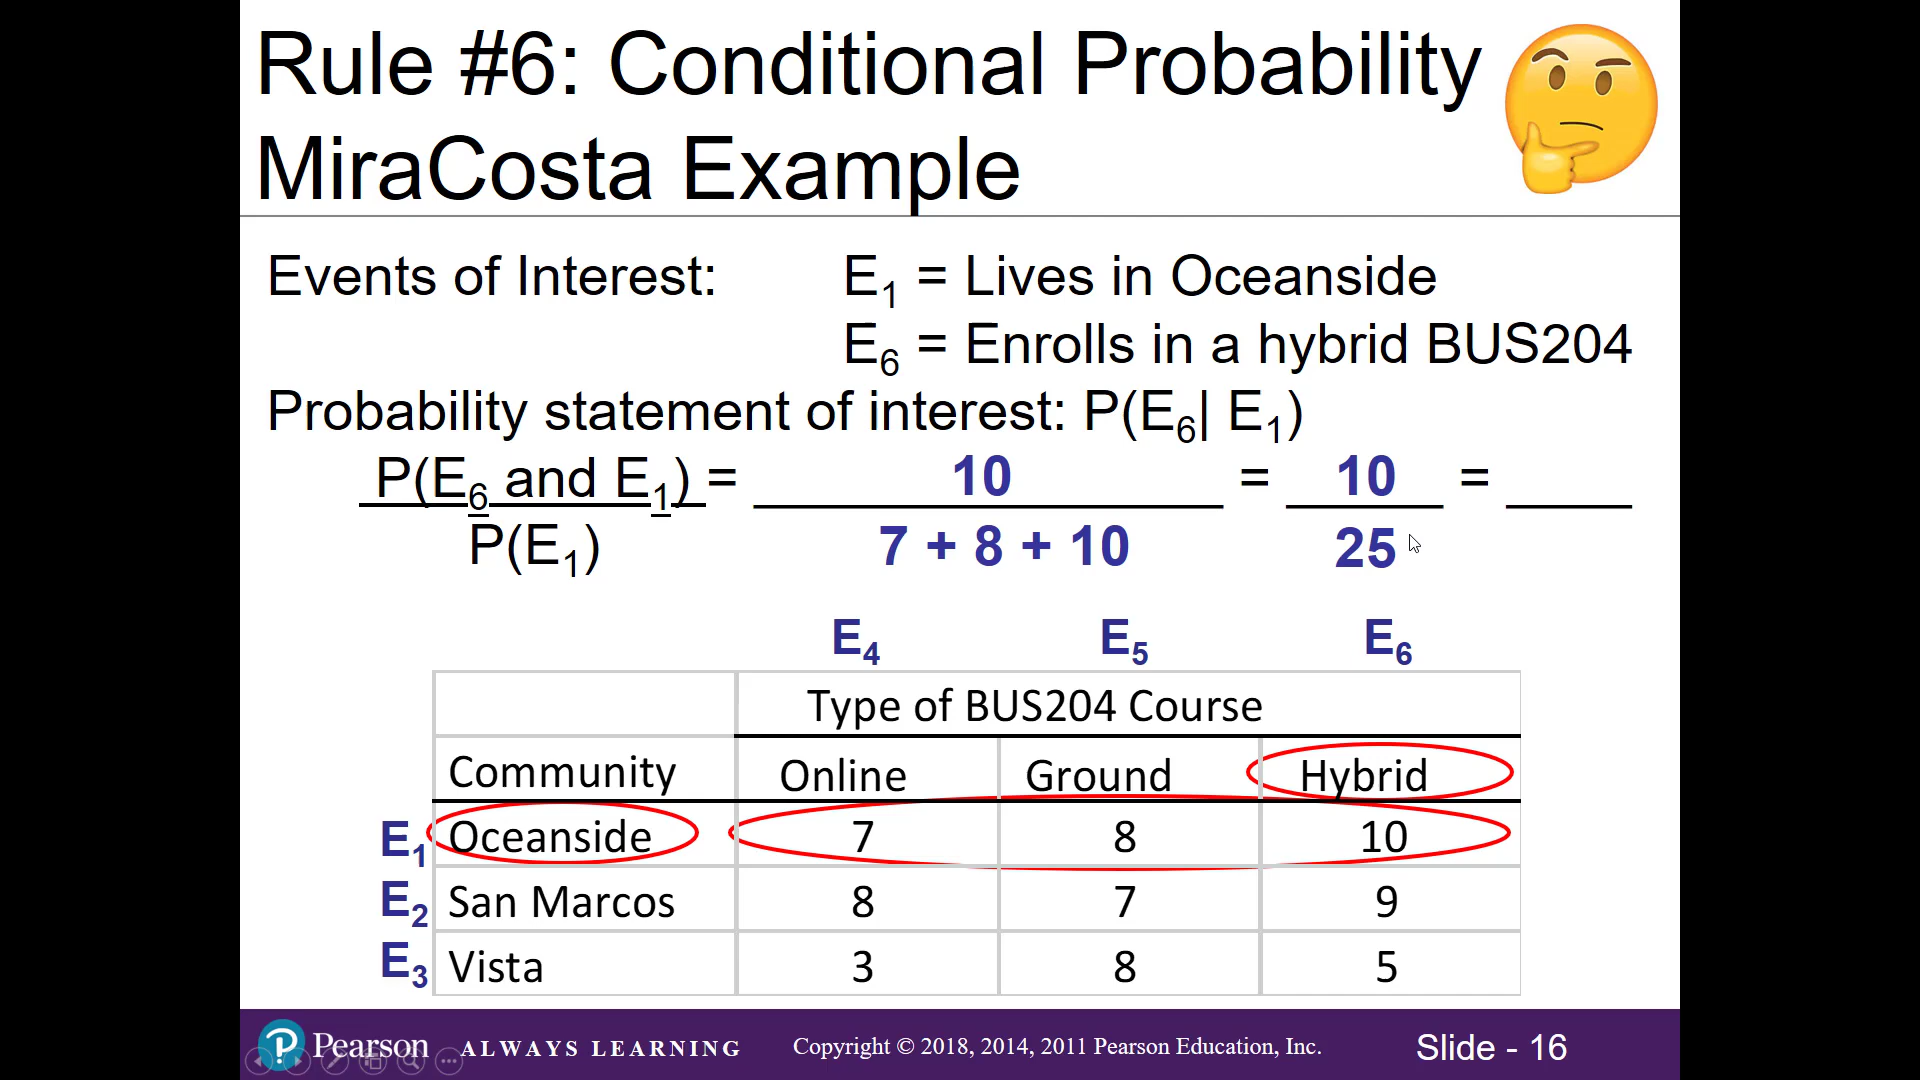 Rule #6: Conditional Probability
MiraCosta Example
Events of Interest: E1 = Lives in Oceanside
E6 = Enrolls in a hybrid BUS204
Probability statement of interest: P(E6| E1)
P(E6 and E1) = 10 = 10 =
P(E1) 7 + 8 + 10 25
E4 E5 E6
Type of BUS204 Course
Community Online Ground Hybrid
E1 Oceanside 7 8 10
E2 San Marcos 8 7 9
E3 Vista 3 8 5
P Pearson ALWAYS LEARNING Copyright © 2018, 2014, 2011 Pearson Education, Inc. Slide - 16